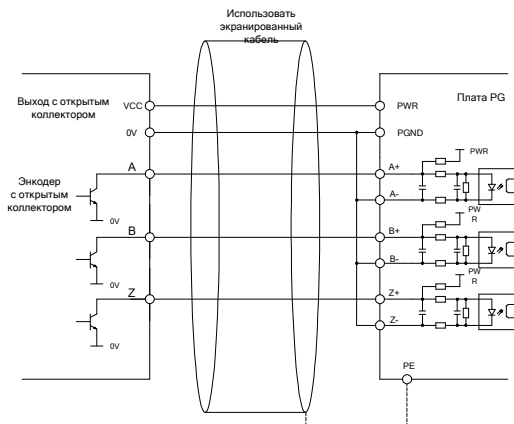 Использовать
экранированный
кабель
Выход с открытым
коллектором
VCC
PWR
Плата PG
0V
PGND
Энкодер
с открытым
коллектором
A
A+
PWR
A-
0V
B
B+
PW
R
B-
0V
Z
Z+
PW
R
Z-
0V
PE